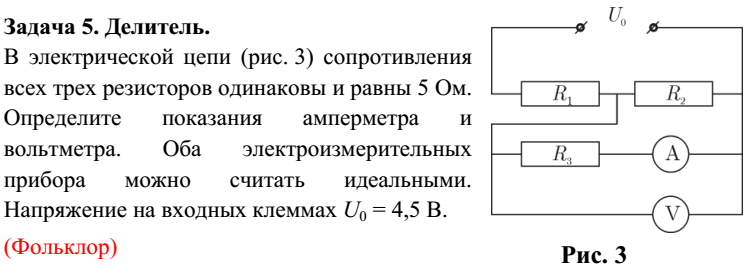 Задача 5. Делитель.
В электрической цепи (рис. 3) сопротивления
всех трех резисторов одинаковы и равны 5 Ом.
Определите показания амперметра и
вольтметра. Оба электроизмерительных
прибора можно считать идеальными.
Напряжение на входных клеммах U₀ = 4,5 В.
(Фольклор)
U₀
R₁ R₂
R₃ A
V
Рис. 3